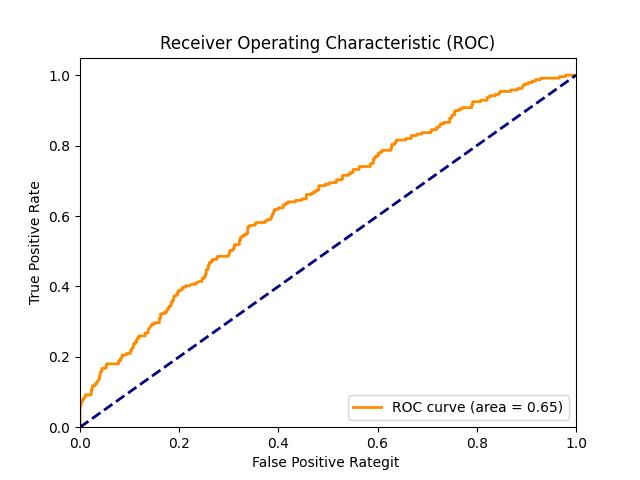 Receiver Operating Characteristic (ROC)
1.0
0.8
0.6
0.4
0.2
0.0
True Positive Rate
ROC curve (area = 0.65)
0.0 0.2 0.4 0.6 0.8 1.0
False Positive Rategit